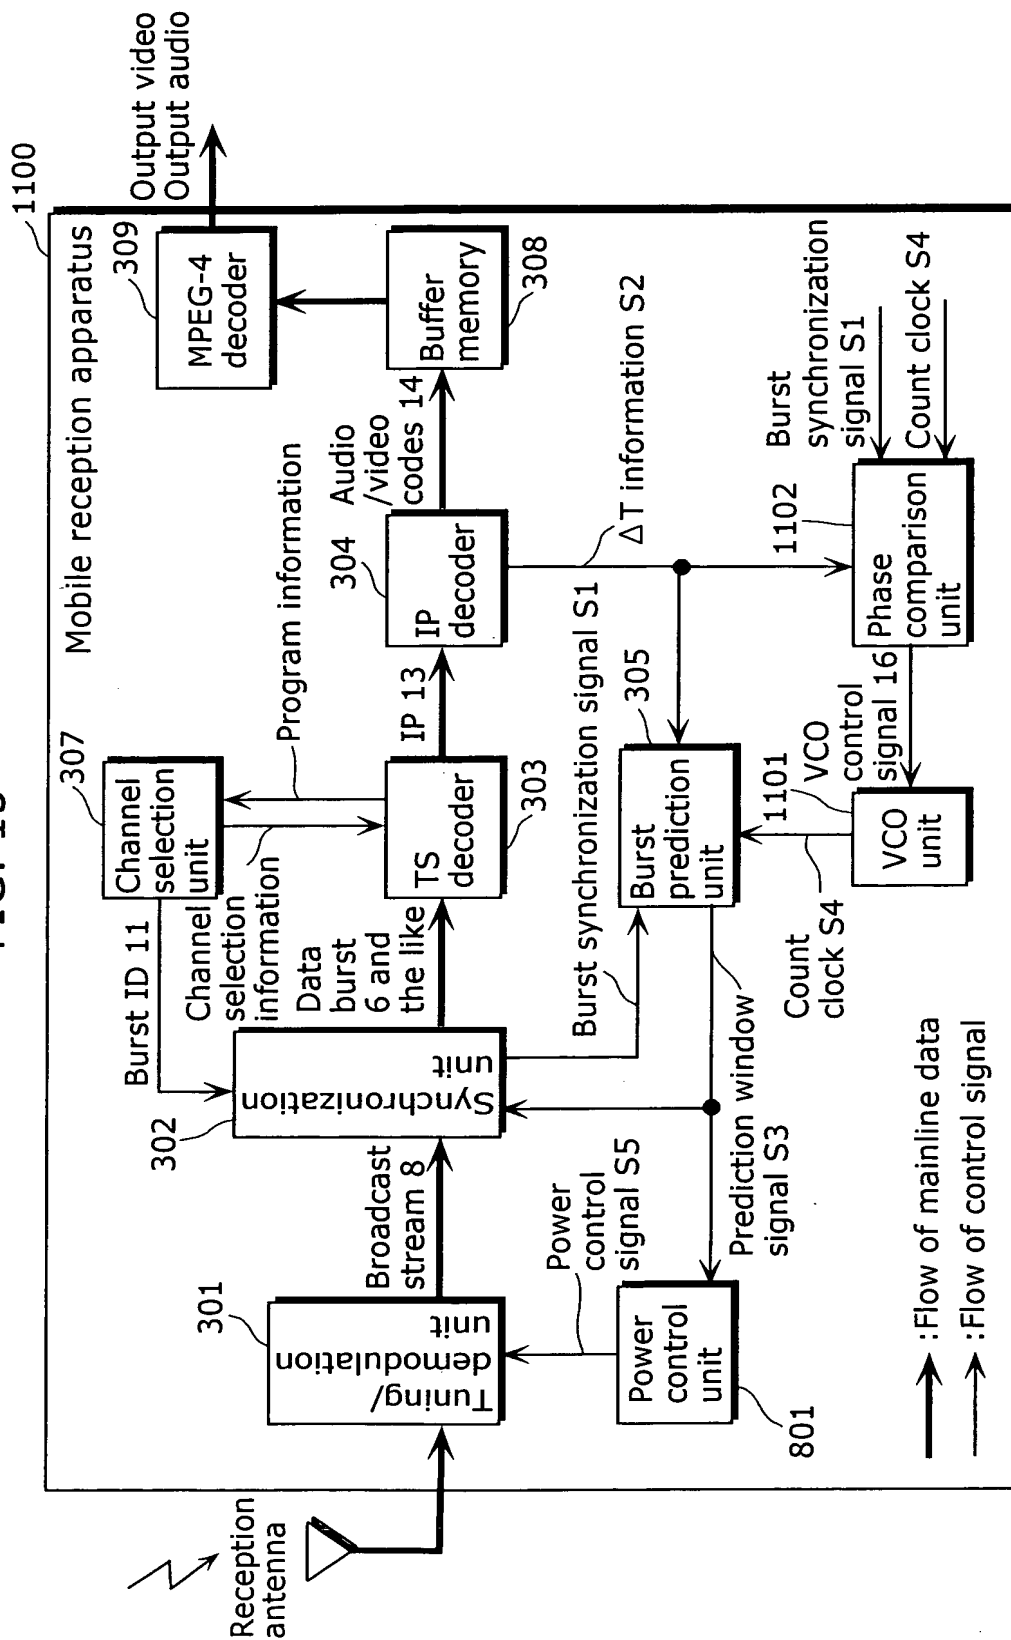 1100
Mobile reception apparatus
Reception
antenna
301
Tuning/
demodulation
unit
Broadcast
stream 8
302
Synchronization
unit
Burst ID 11
307
Channel
selection
unit
Channel
selection
information
Program information
Data
burst
6 and
the like
TS
decoder
303
IP 13
304
IP
decoder
Audio
/video
codes 14
Buffer
memory
308
309
MPEG-4
decoder
Output video
Output audio
Burst synchronization signal S1
ΔT information S2
305
Burst
prediction
unit
Prediction window
signal S3
Power
control
signal S5
Power
control
unit
801
Count
clock S4
1101
VCO
unit
VCO
control
signal 16
1102
Phase
comparison
unit
Burst
synchronization
signal S1
Count clock S4
:Flow of mainline data
:Flow of control signal